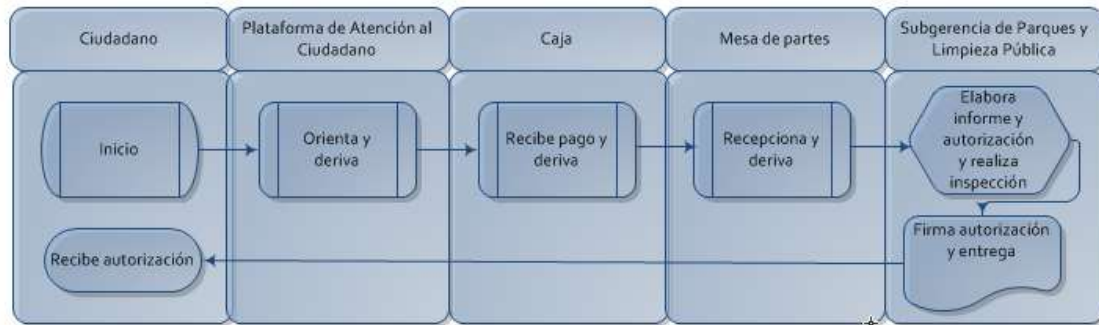 Ciudadano
Plataforma de Atención al
Ciudadano
Caja
Mesa de partes
Subgerencia de Parques y
Limpieza Pública
Inicio
Orienta y
deriva
Recibe pago y
deriva
Recepciona y
deriva
Elabora
informe y
autorización
y realiza
inspección
Recibe autorización
Firma autorización
y entrega